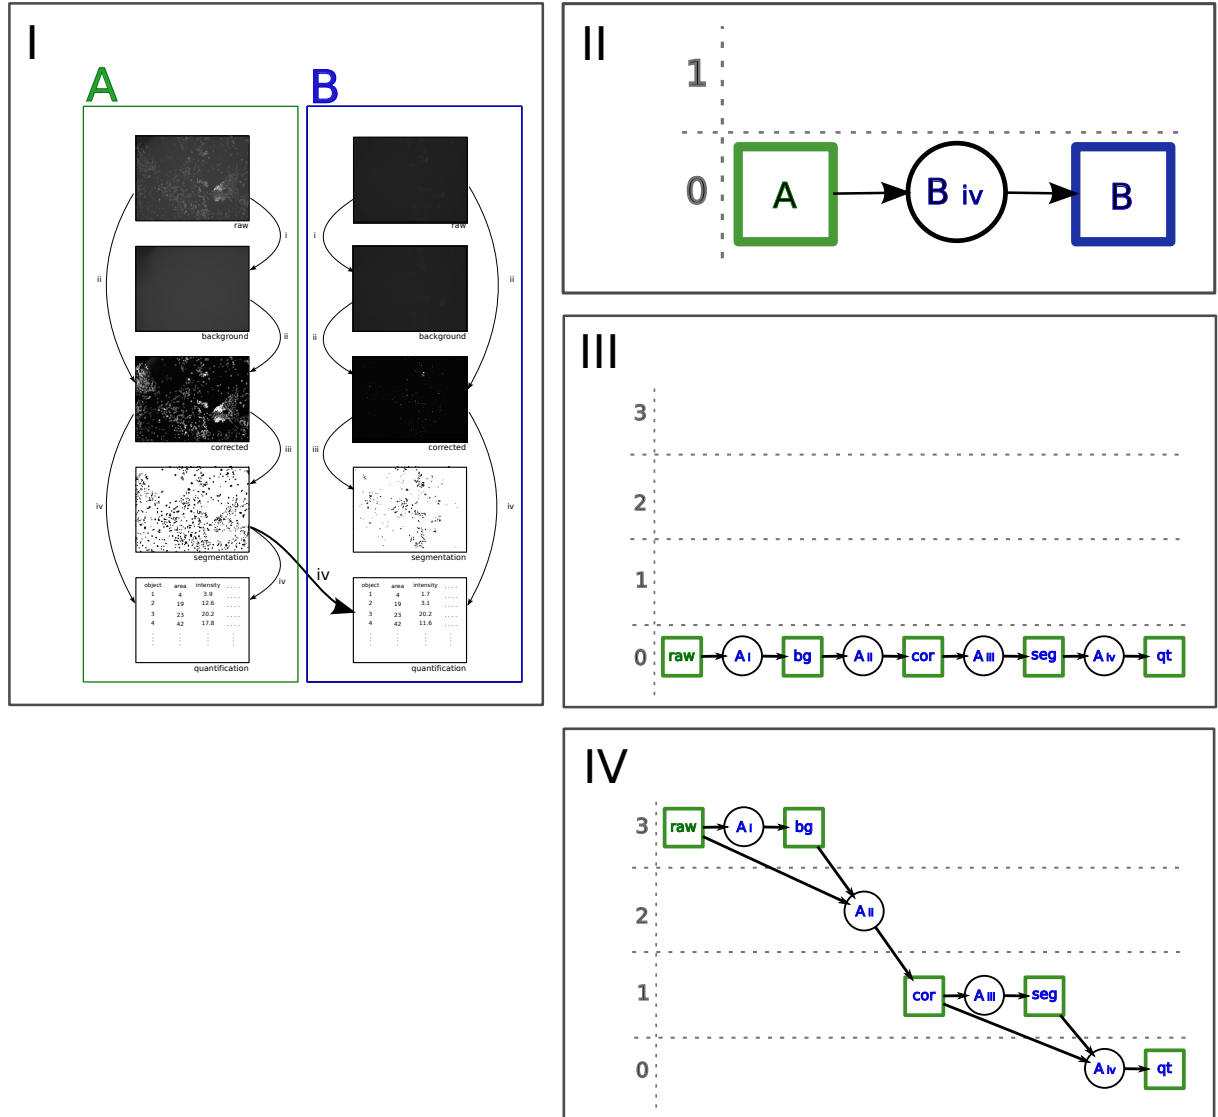 I
A
B
raw
i
ii
background
ii
corrected
iii
iv
segmentation
iv
object area intensity ....
1 4 3.9 ....
2 19 12.6 ....
3 23 20.2 ....
4 42 17.8 ....
quantification
raw
i
ii
background
ii
corrected
iii
iv
segmentation
iv
object area intensity ....
1 4 1.7 ....
2 19 3.1 ....
3 23 20.2 ....
4 42 11.6 ....
quantification
II
1
0
A
B iv
B
III
3
2
1
0
raw A I bg A II cor A III seg A IV qt
IV
3
raw A I bg
2
A II
1
cor A III seg
0
A IV qt